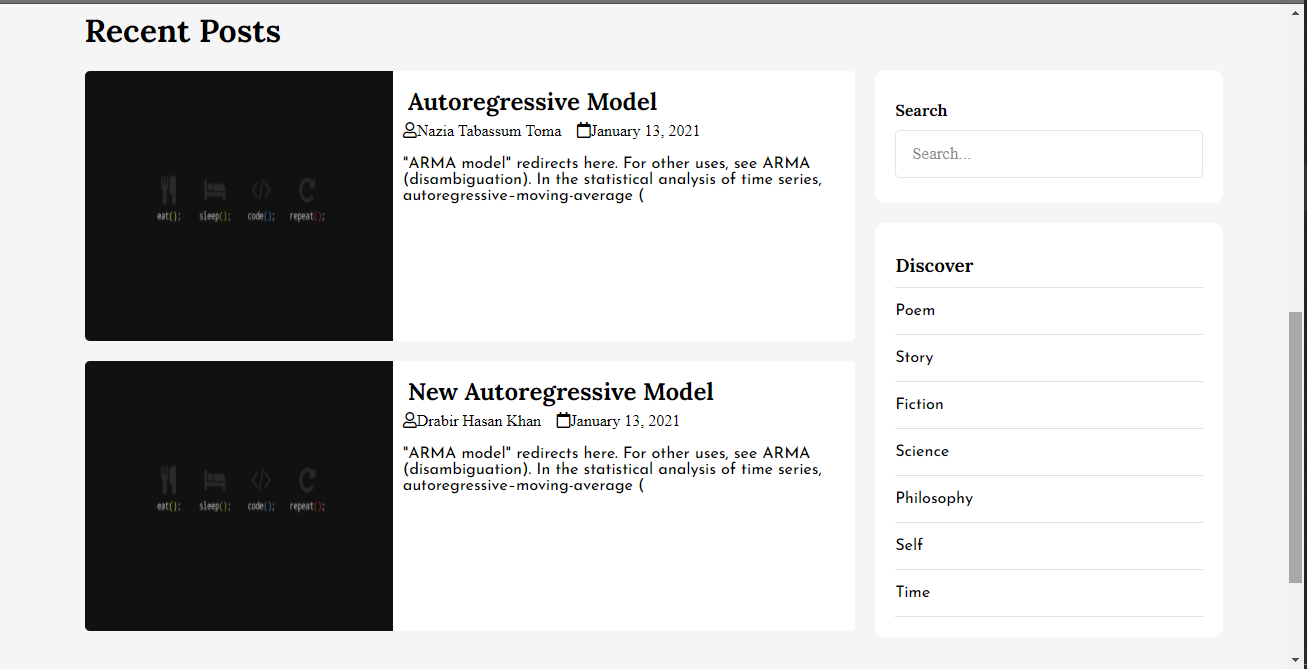 Recent Posts
Autoregressive Model
Nazia Tabassum Toma January 13, 2021
"ARMA model" redirects here. For other uses, see ARMA
(disambiguation). In the statistical analysis of time series,
autoregressive–moving-average (
eat(); sleep(); code(); repeat();
New Autoregressive Model
Drabir Hasan Khan January 13, 2021
"ARMA model" redirects here. For other uses, see ARMA
(disambiguation). In the statistical analysis of time series,
autoregressive–moving-average (
eat(); sleep(); code(); repeat();
Search
Search...
Discover
Poem
Story
Fiction
Science
Philosophy
Self
Time